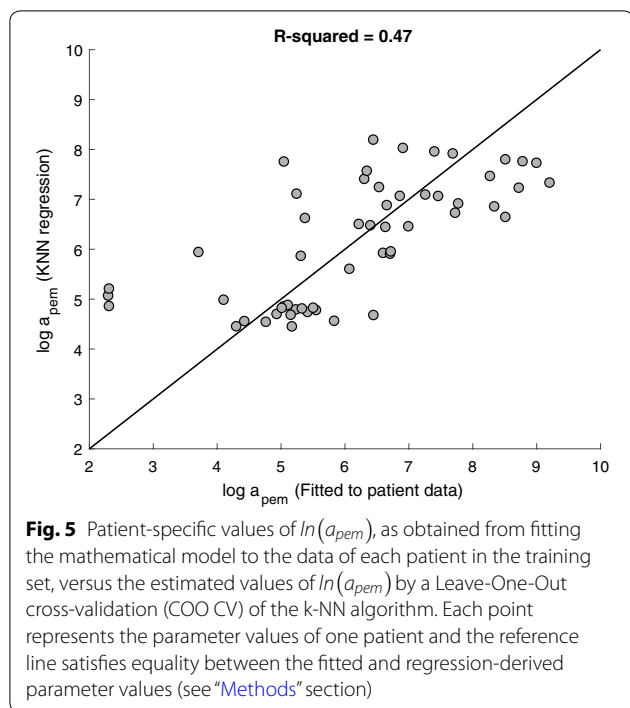 R-squared = 0.47
10
9
8
7
6
5
4
3
2
log a_pem (KNN regression)
2 3 4 5 6 7 8 9 10
log a_pem (Fitted to patient data)
Fig. 5 Patient-specific values of ln(a_pem), as obtained from fitting
the mathematical model to the data of each patient in the training
set, versus the estimated values of ln(a_pem) by a Leave-One-Out
cross-validation (COO CV) of the k-NN algorithm. Each point
represents the parameter values of one patient and the reference
line satisfies equality between the fitted and regression-derived
parameter values (see “Methods” section)